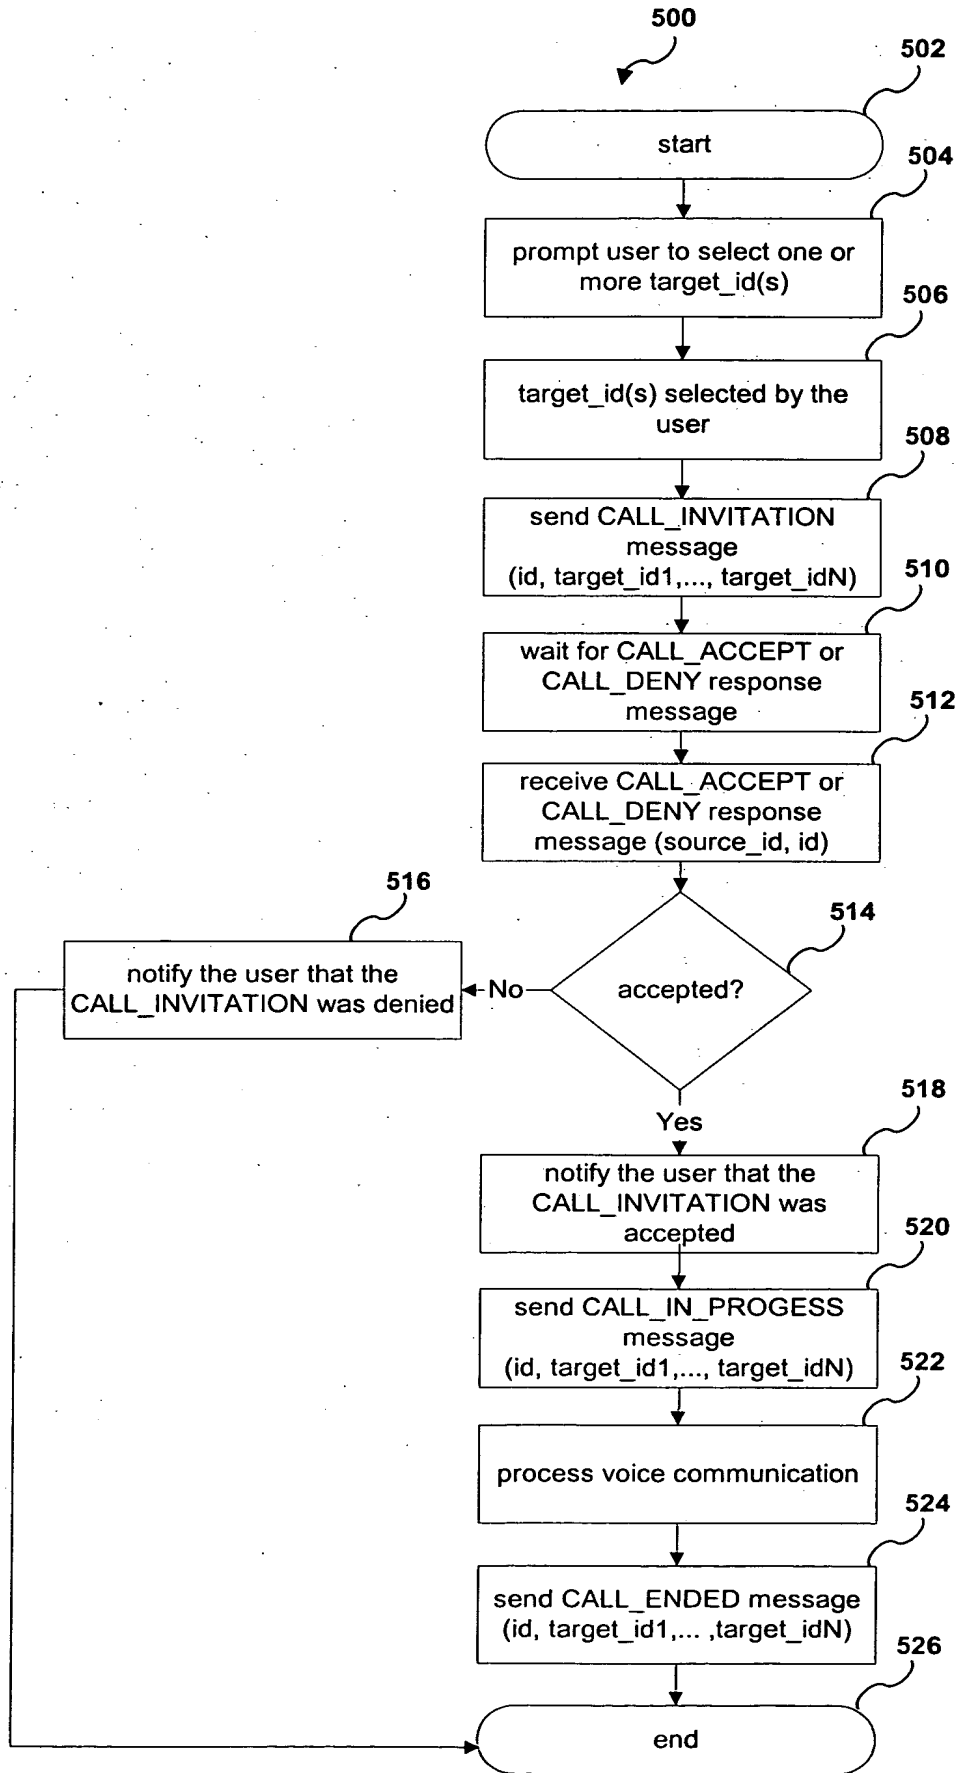 500
502
start
504
prompt user to select one or
more target_id(s)
506
target_id(s) selected by the
user
508
send CALL_INVITATION
message
(id, target_id1,..., target_idN)
510
wait for CALL_ACCEPT or
CALL_DENY response
message
512
receive CALL_ACCEPT or
CALL_DENY response
message (source_id, id)
516
514
notify the user that the
CALL_INVITATION was denied
No
accepted?
Yes
518
notify the user that the
CALL_INVITATION was
accepted
520
send CALL_IN_PROGESS
message
(id, target_id1,..., target_idN)
522
process voice communication
524
send CALL_ENDED message
(id, target_id1,... ,target_idN)
526
end